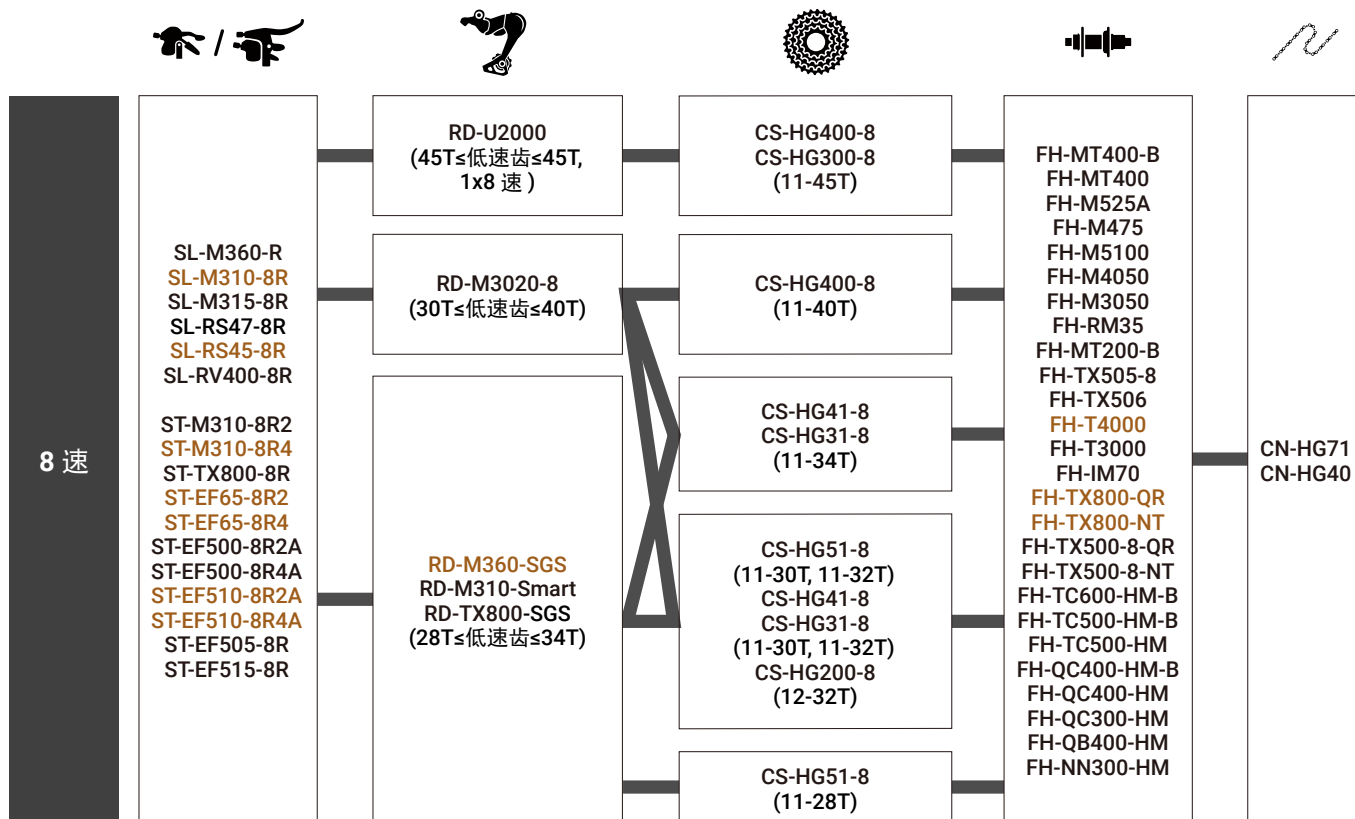 8 速
SL-M360-R
SL-M310-8R
SL-M315-8R
SL-RS47-8R
SL-RS45-8R
SL-RV400-8R
ST-M310-8R2
ST-M310-8R4
ST-TX800-8R
ST-EF65-8R2
ST-EF65-8R4
ST-EF500-8R2A
ST-EF500-8R4A
ST-EF510-8R2A
ST-EF510-8R4A
ST-EF505-8R
ST-EF515-8R
RD-U2000
(45T≤低速齿≤45T,
1x8 速 )
RD-M3020-8
(30T≤低速齿≤40T)
RD-M360-SGS
RD-M310-Smart
RD-TX800-SGS
(28T≤低速齿≤34T)
CS-HG400-8
CS-HG300-8
(11-45T)
CS-HG400-8
(11-40T)
CS-HG41-8
CS-HG31-8
(11-34T)
CS-HG51-8
(11-30T, 11-32T)
CS-HG41-8
CS-HG31-8
(11-30T, 11-32T)
CS-HG200-8
(12-32T)
CS-HG51-8
(11-28T)
FH-MT400-B
FH-MT400
FH-M525A
FH-M475
FH-M5100
FH-M4050
FH-M3050
FH-RM35
FH-MT200-B
FH-TX505-8
FH-TX506
FH-T4000
FH-T3000
FH-IM70
FH-TX800-QR
FH-TX800-NT
FH-TX500-8-QR
FH-TX500-8-NT
FH-TC600-HM-B
FH-TC500-HM-B
FH-TC500-HM
FH-QC400-HM-B
FH-QC400-HM
FH-QC300-HM
FH-QB400-HM
FH-NN300-HM
CN-HG71
CN-HG40